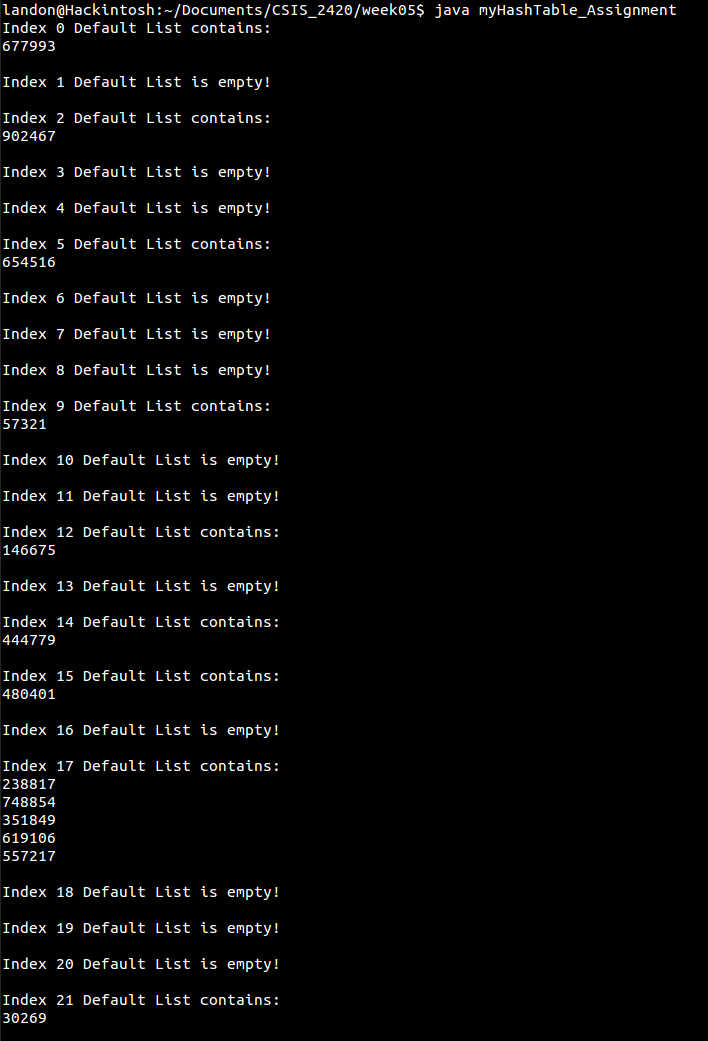 landon@Hackintosh:~/Documents/CSIS_2420/week05$ java myHashTable_Assignment
Index 0 Default List contains:
677993
Index 1 Default List is empty!
Index 2 Default List contains:
902467
Index 3 Default List is empty!
Index 4 Default List is empty!
Index 5 Default List contains:
654516
Index 6 Default List is empty!
Index 7 Default List is empty!
Index 8 Default List is empty!
Index 9 Default List contains:
57321
Index 10 Default List is empty!
Index 11 Default List is empty!
Index 12 Default List contains:
146675
Index 13 Default List is empty!
Index 14 Default List contains:
444779
Index 15 Default List contains:
480401
Index 16 Default List is empty!
Index 17 Default List contains:
238817
748854
351849
619106
557217
Index 18 Default List is empty!
Index 19 Default List is empty!
Index 20 Default List is empty!
Index 21 Default List contains:
30269